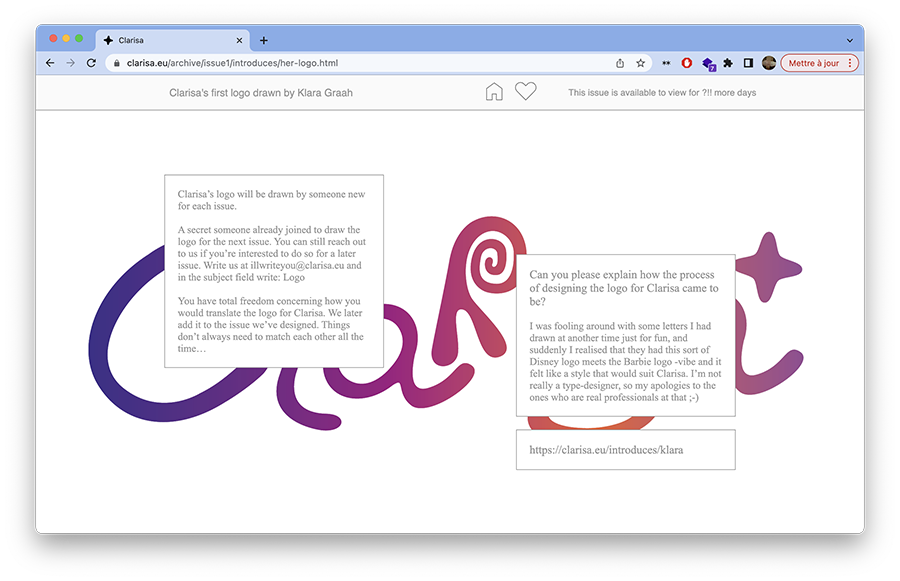 Clarisa
clarisa.eu/archive/issue1/introduces/her-logo.html
7
Mettre à jour
Clarisa's first logo drawn by Klara Graah
This issue is available to view for ?!! more days
Clarisa's logo will be drawn by someone new
for each issue.
A secret someone already joined to draw the
logo for the next issue. You can still reach out
to us if you're interested to do so for a later
issue. Write us at illwriteyou@clarisa.eu and
in the subject field write: Logo
You have total freedom concerning how you
would translate the logo for Clarisa. We later
add it to the issue we've designed. Things
don't always need to match each other all the
time…
Can you please explain how the process
of designing the logo for Clarisa came to
be?
I was fooling around with some letters I had
drawn at another time just for fun, and
suddenly I realised that they had this sort of
Disney logo meets the Barbie logo -vibe and it
felt like a style that would suit Clarisa. I'm not
really a type-designer, so my apologies to the
ones who are real professionals at that ;-)
https://clarisa.eu/introduces/klara